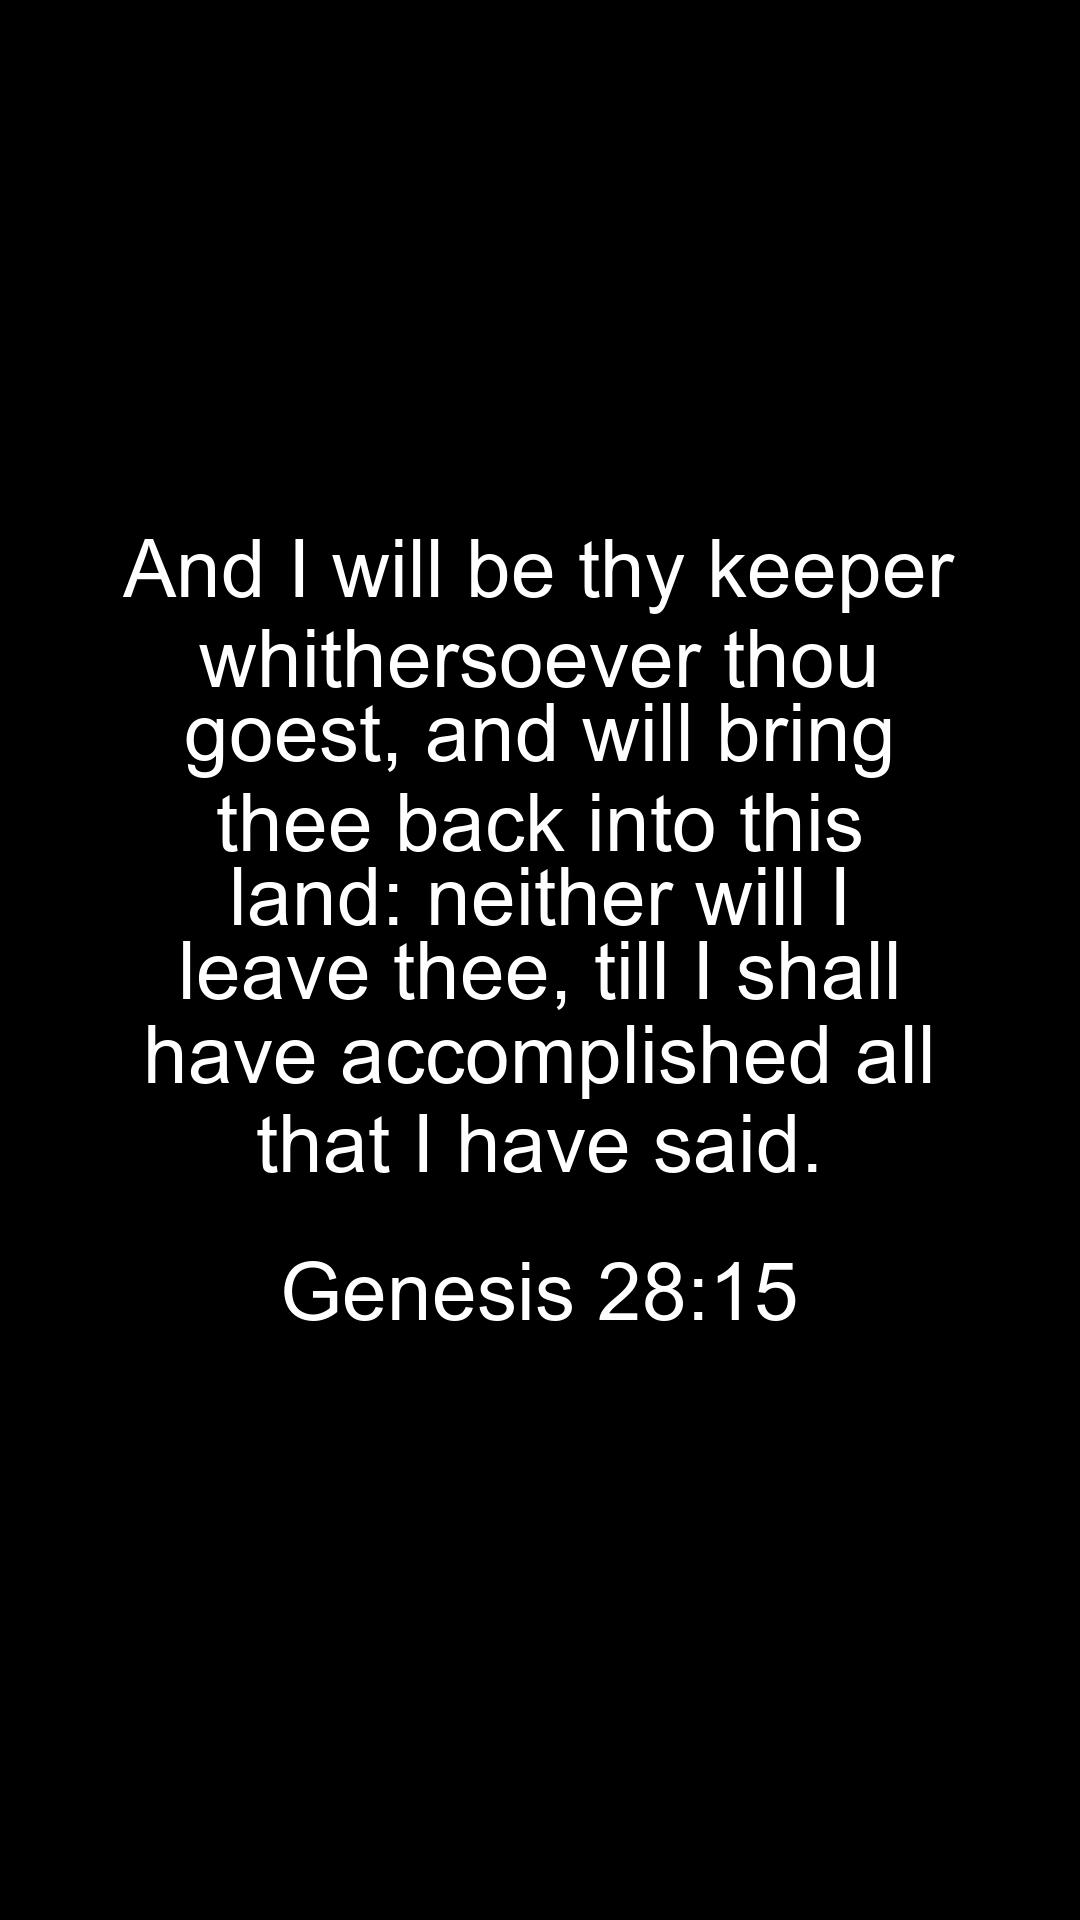 And I will be thy keeper
whithersoever thou
goest, and will bring
thee back into this
land: neither will I
leave thee, till I shall
have accomplished all
that I have said.
Genesis 28:15